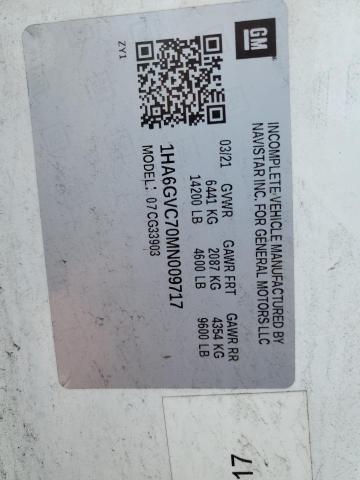 GM
INCOMPLETE VEHICLE MANUFACTURED BY
NAVISTAR INC. FOR GENERAL MOTORS LLC
03/21 GVWR GAWR FRT GAWR RR
6441 KG 2087 KG 4354 KG
14200 LB 4600 LB 9600 LB
1HA6GVC70MN009717
MODEL: 07 CG33903
ZY1
17